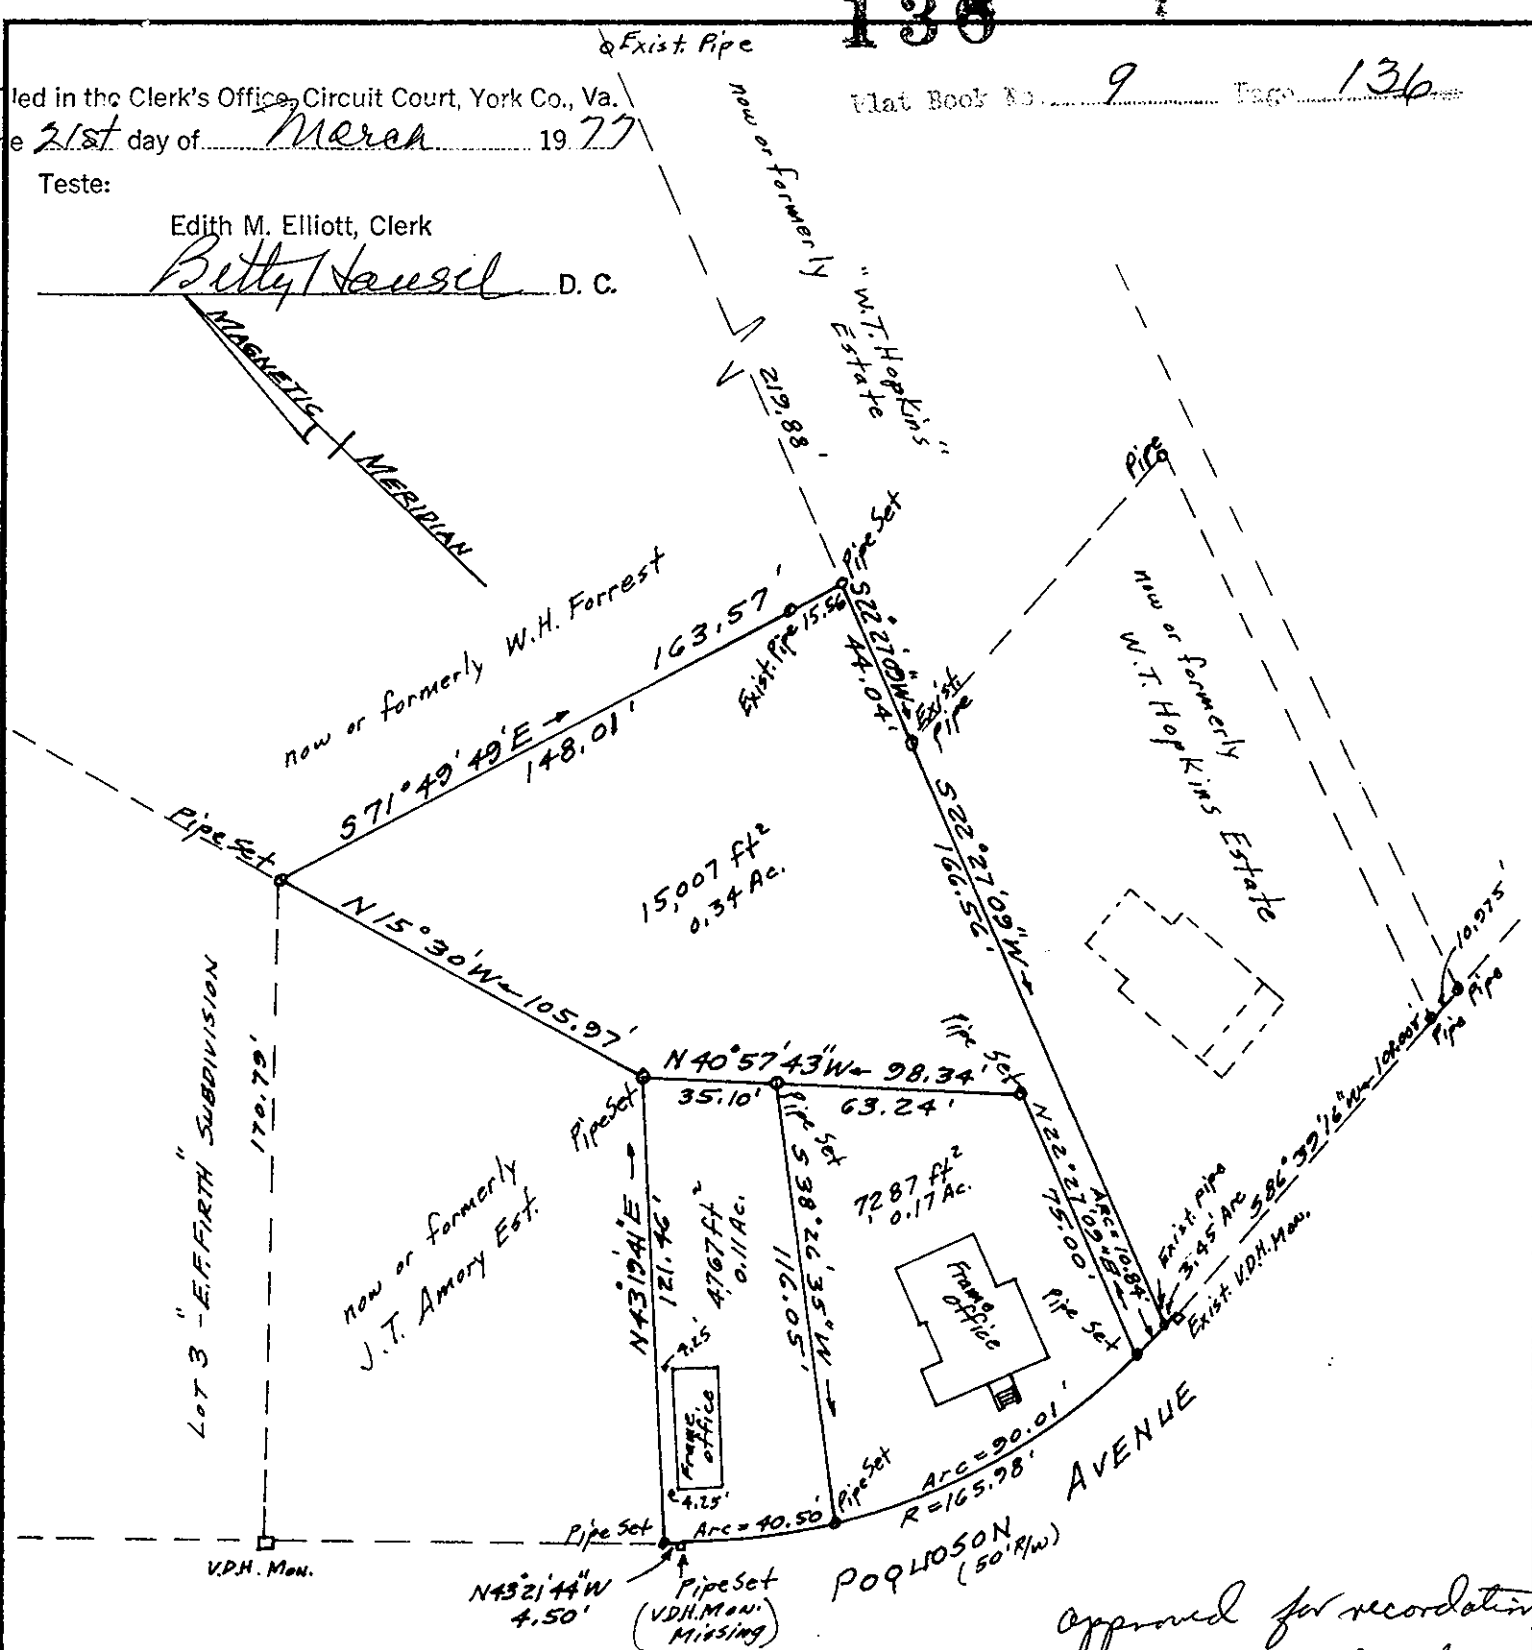 136
Exist. Pipe
led in the Clerk's Office, Circuit Court, York Co., Va.
e 21st day of March 1977
Plat Book No. 9 Page 136
Teste:
Edith M. Elliott, Clerk
Betty Hansel D. C.
MAGNETIC MERIDIAN
now or formerly
"W.T. Hopkins"
Estate
219.88'
Pipe
Pipe Set
now or formerly W.H. Forrest
163.57'
Exist. Pipe 15.56
S22°27'09"W
44.04'
Exist.
Pipe
now or formerly
W.T. Hopkins Estate
S71°49'49'E
148.01'
Pipe Set
15,007 ft²
0.34 Ac.
S22°27'09"W
166.56'
N15°30'W 105.97'
10.975'
Pipe
Pipe
LOT 3 - "E.F. FIRTH" SUBDIVISION
170.79'
Pipe Set
N40°57'43"W 98.34'
35.10'
63.24'
Pipe Set
Pipe Set
S86°39'16"W
now or formerly
J.T. Amory Est.
N43°19'41"E
121.46'
4767 ft²
0.11 Ac.
S38°26'35"W
116.05'
7287 ft²
0.17 Ac.
N22°27'09"E
75.00'
Arc=10.84'
Exist. pipe
3.45' Arc
Exist. V.D.H. Mon.
Frame
office
Pipe Set
4.25'
Frame
office
4.25'
Pipe Set
Arc=40.50'
Pipe Set
Arc=90.01'
R=165.98'
POQUOSON AVENUE
(50' R/W)
V.D.H. Mon.
N43°21'44"W
4.50'
Pipe Set
(V.D.H. Mon.
Missing)
approved for recordation